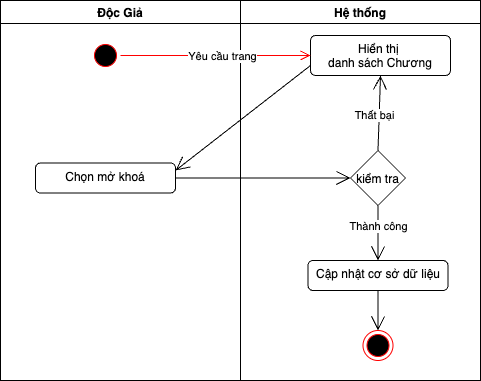 Độc Giả
Hệ thống
Yêu cầu trang
Hiển thị
danh sách Chương
Thất bại
Chọn mở khoá
kiểm tra
Thành công
Cập nhật cơ sở dữ liệu